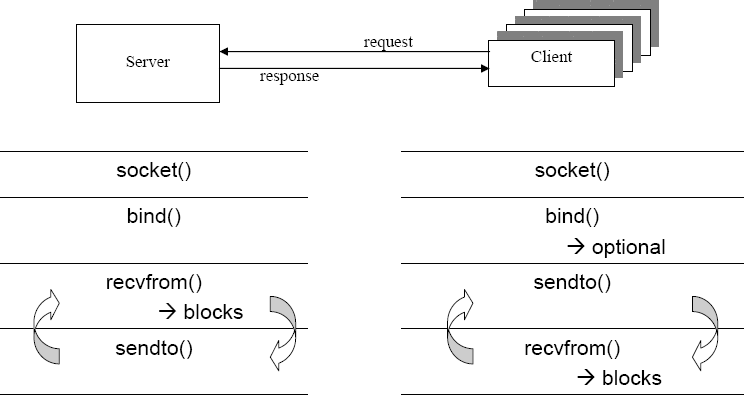 Server
request
response
Client
socket()
bind()
recvfrom()
→ blocks
sendto()
socket()
bind()
→ optional
sendto()
recvfrom()
→ blocks